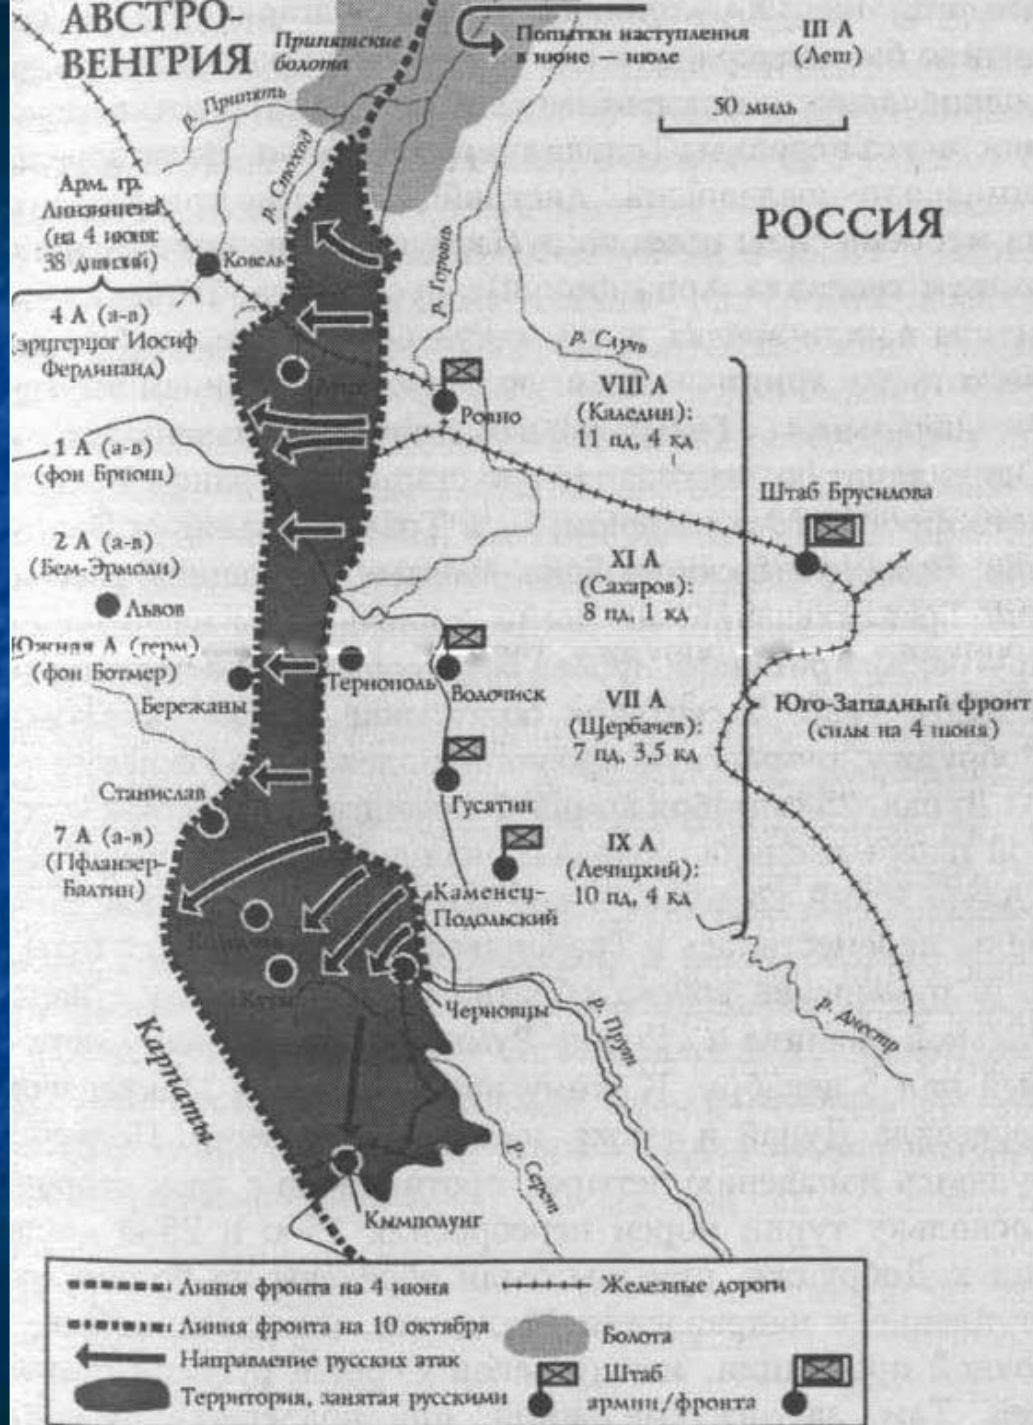 АВСТРО-
ВЕНГРИЯ
Припятские
болота
Попытки наступления
в июне — июле
III А
(Леш)
50 миль
р. Припять
р. Стоход
Арм. гр.
Линзингена
(на 4 июня:
38 дивизий)
РОССИЯ
Ковель
р. Горынь
4 А (а-в)
(эрцгерцог Иосиф
Фердинанд)
р. Случь
VIII А
(Каледин):
11 пд, 4 кд
Ровно
1 А (а-в)
(фон Бриощ)
Штаб Брусилова
2 А (а-в)
(Бем-Эрмоли)
XI А
(Сахаров):
8 пд, 1 кд
Львов
Южная А (герм)
(фон Ботмер)
Тернополь
Волочиск
Бережаны
VII А
(Щербачев):
7 пд, 3,5 кд
Юго-Западный фронт
(силы на 4 июня)
Станислав
Гусятин
7 А (а-в)
(Пфланзер-
Балтин)
IX А
(Лечицкий):
10 пд, 4 кд
Каменец-
Подольский
Куты
Черновцы
р. Прут
р. Днестр
Карпаты
р. Серет
Кымполунг
Линия фронта на 4 июня
Железные дороги
Линия фронта на 10 октября
Болота
Направление русских атак
Штаб
Территория, занятая русскими
армии/фронта